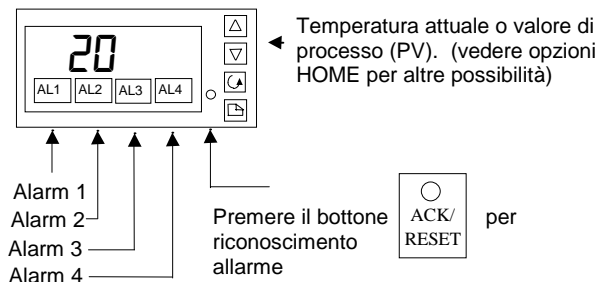 20
AL1 AL2 AL3 AL4
Temperatura attuale o valore di
processo (PV). (vedere opzioni
HOME per altre possibilità)
Alarm 1
Alarm 2
Alarm 3
Alarm 4
Premere il bottone
riconoscimento
allarme
ACK/
RESET
per